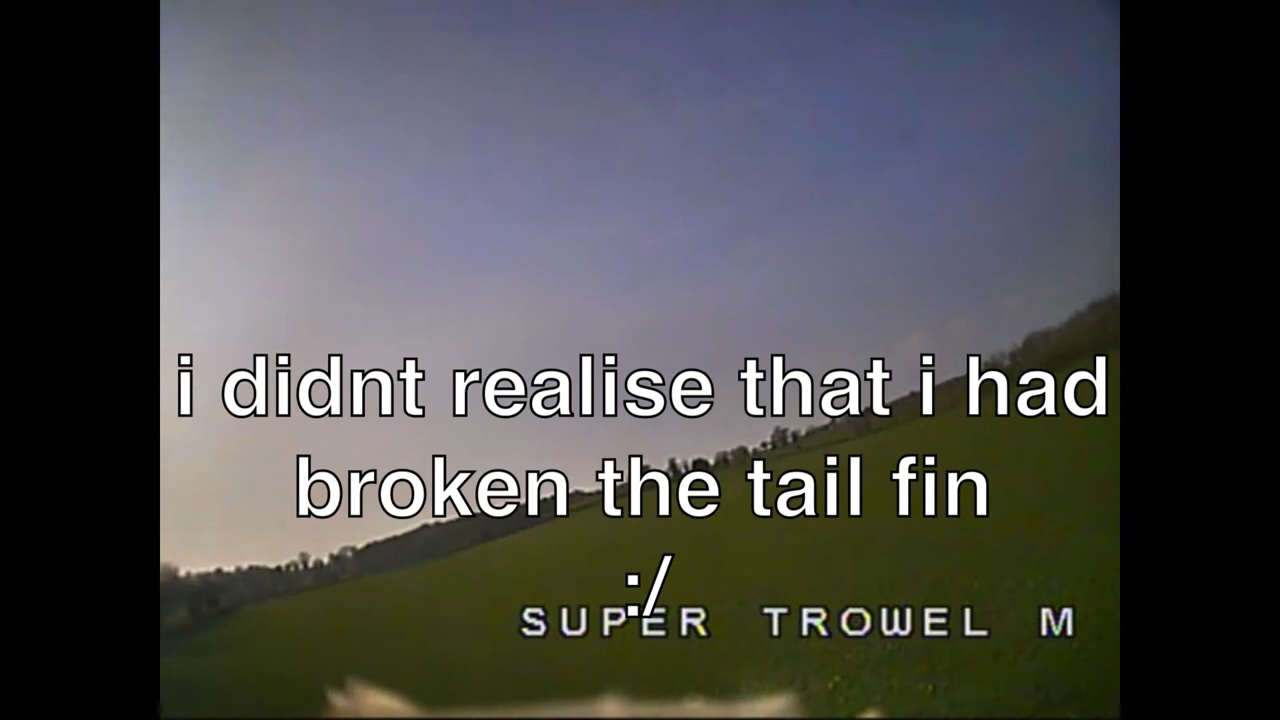 i didnt realise that i had
broken the tail fin
:/
SUPER TROWEL M